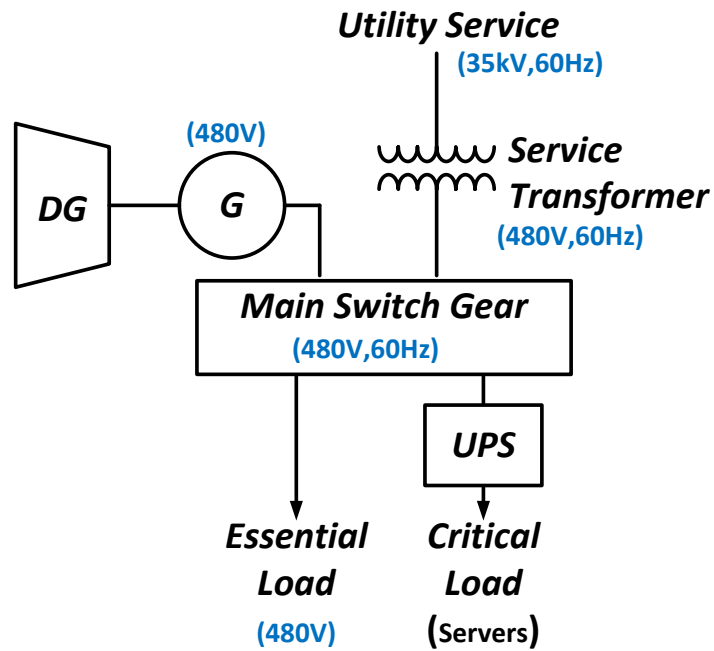 Utility Service
(35kV,60Hz)
(480V)
Service
Transformer
DG
G
(480V,60Hz)
Main Switch Gear
(480V,60Hz)
UPS
Essential
Load
(480V)
Critical
Load
(Servers)